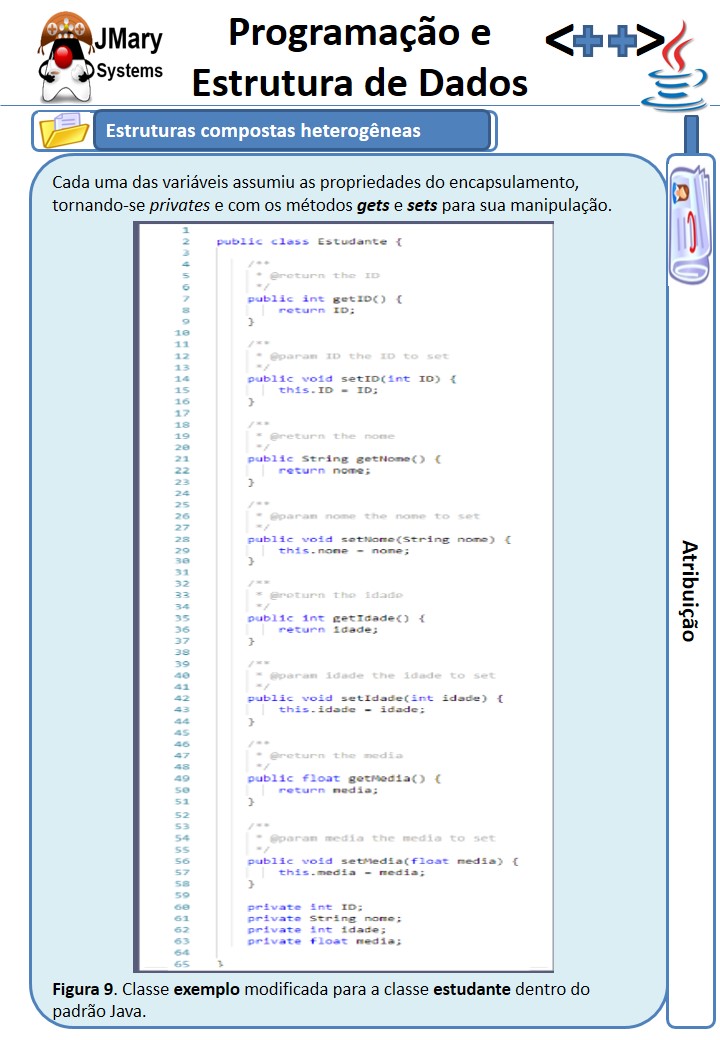 JMary
Systems
Programação e
Estrutura de Dados
<++>
Estruturas compostas heterogêneas
Cada uma das variáveis assumiu as propriedades do encapsulamento,
tornando-se privates e com os métodos gets e sets para sua manipulação.
1
2 public class Estudante {
3
4 /**
5 * @return the ID
6 */
7 public int getID() {
8 return ID;
9 }
10
11 /**
12 * @param ID the ID to set
13 */
14 public void setID(int ID) {
15 this.ID = ID;
16 }
17
18 /**
19 * @return the nome
20 */
21 public String getNome() {
22 return nome;
23 }
24
25 /**
26 * @param nome the nome to set
27 */
28 public void setNome(String nome) {
29 this.nome = nome;
30 }
31
32 /**
33 * @return the idade
34 */
35 public int getIdade() {
36 return idade;
37 }
38
39 /**
40 * @param idade the idade to set
41 */
42 public void setIdade(int idade) {
43 this.idade = idade;
44 }
45
46 /**
47 * @return the media
48 */
49 public float getMedia() {
50 return media;
51 }
52
53 /**
54 * @param media the media to set
55 */
56 public void setMedia(float media) {
57 this.media = media;
58 }
59
60 private int ID;
61 private String nome;
62 private int idade;
63 private float media;
64
65 }
Figura 9. Classe exemplo modificada para a classe estudante dentro do
padrão Java.
Atribuição